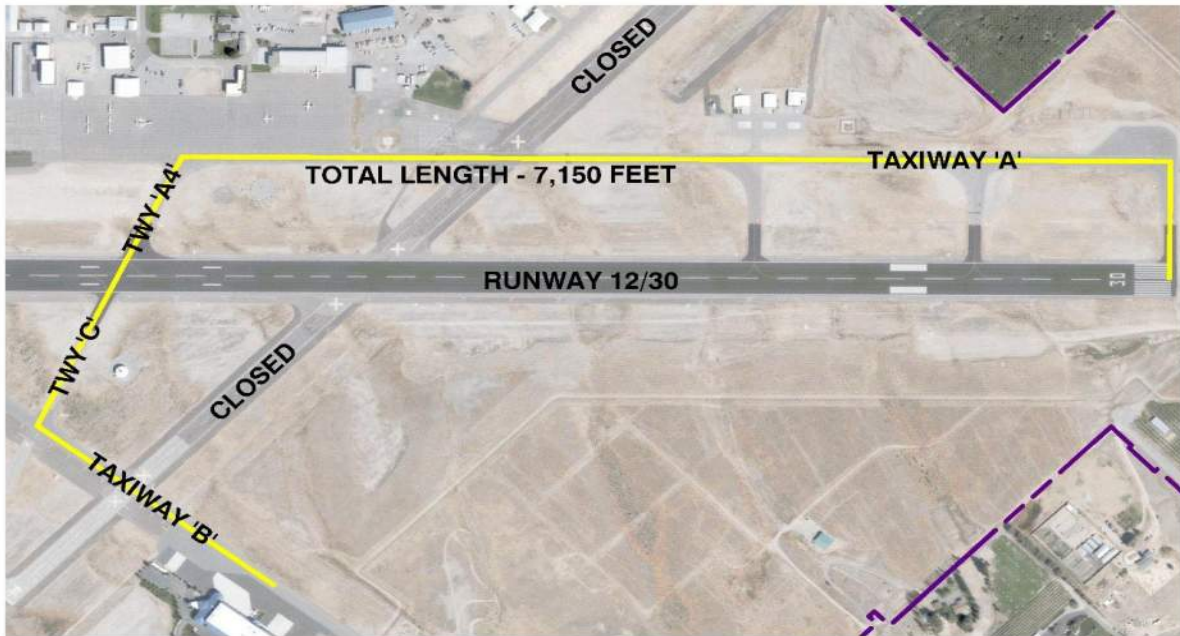 CLOSED
TAXIWAY 'A'
TOTAL LENGTH - 7,150 FEET
TWY 'A4'
RUNWAY 12/30
30
TWY 'C'
CLOSED
TAXIWAY 'B'